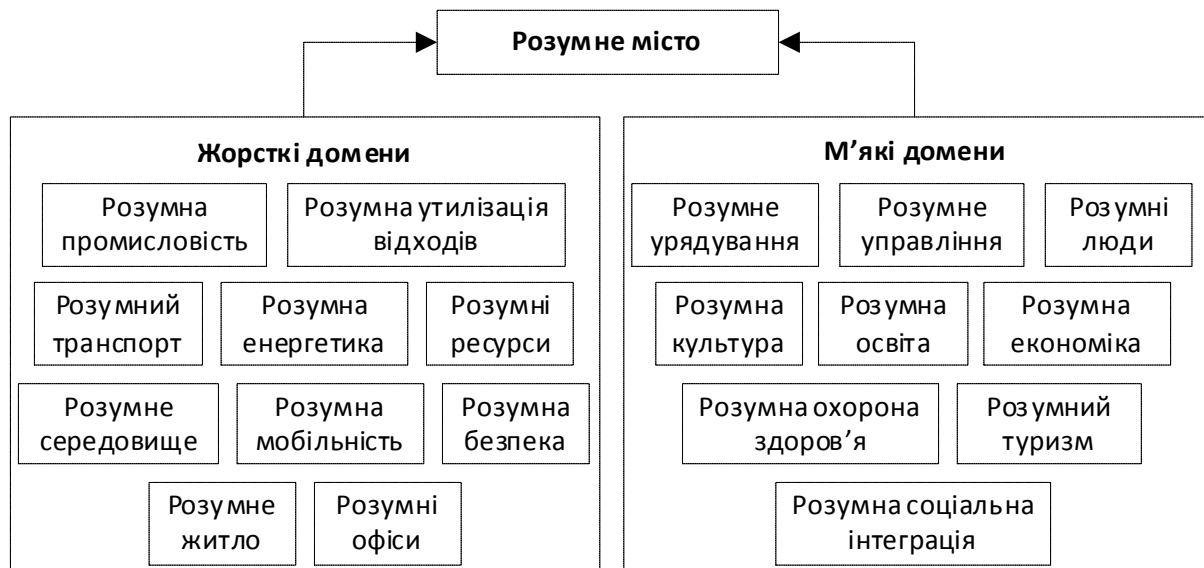 Розумне місто
Жорсткі домени
Розумна
промисловість
Розумна утилізація
відходів
Розумний
транспорт
Розумна
енергетика
Розумні
ресурси
Розумне
середовище
Розумна
мобільність
Розумна
безпека
Розумне
житло
Розумні
офіси
М’які домени
Розумне
урядування
Розумне
управління
Розумні
люди
Розумна
культура
Розумна
освіта
Розумна
економіка
Розумна охорона
здоров’я
Розумний
туризм
Розумна соціальна
інтеграція